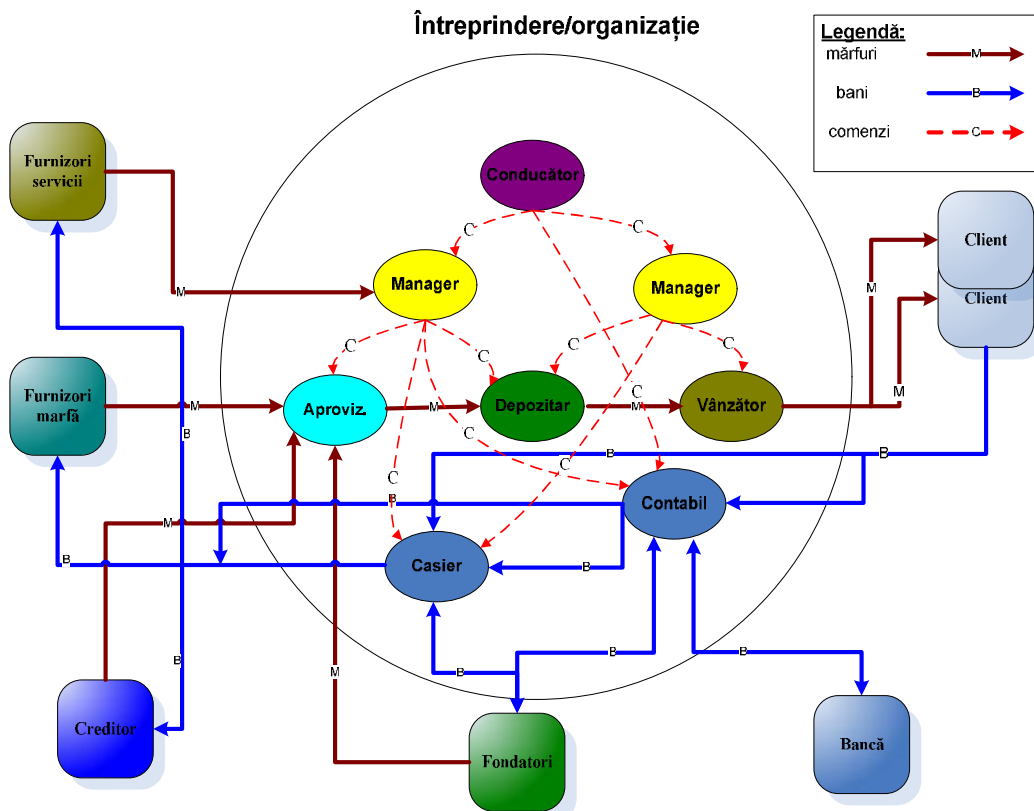 Întreprindere/organizație
Legendă:
mărfuri
M
bani
B
comenzi
C
Furnizori
servicii
Conducător
C
C
Client
Client
Manager
Manager
M
M
M
C
C
C
C
Furnizori
marfă
M
Aproviz.
M
Depozitar
M
Vânzător
C
B
C
B
B
C
C
B
Contabil
M
B
Casier
B
B
B
B
B
B
M
Creditor
Fondatori
Bancă